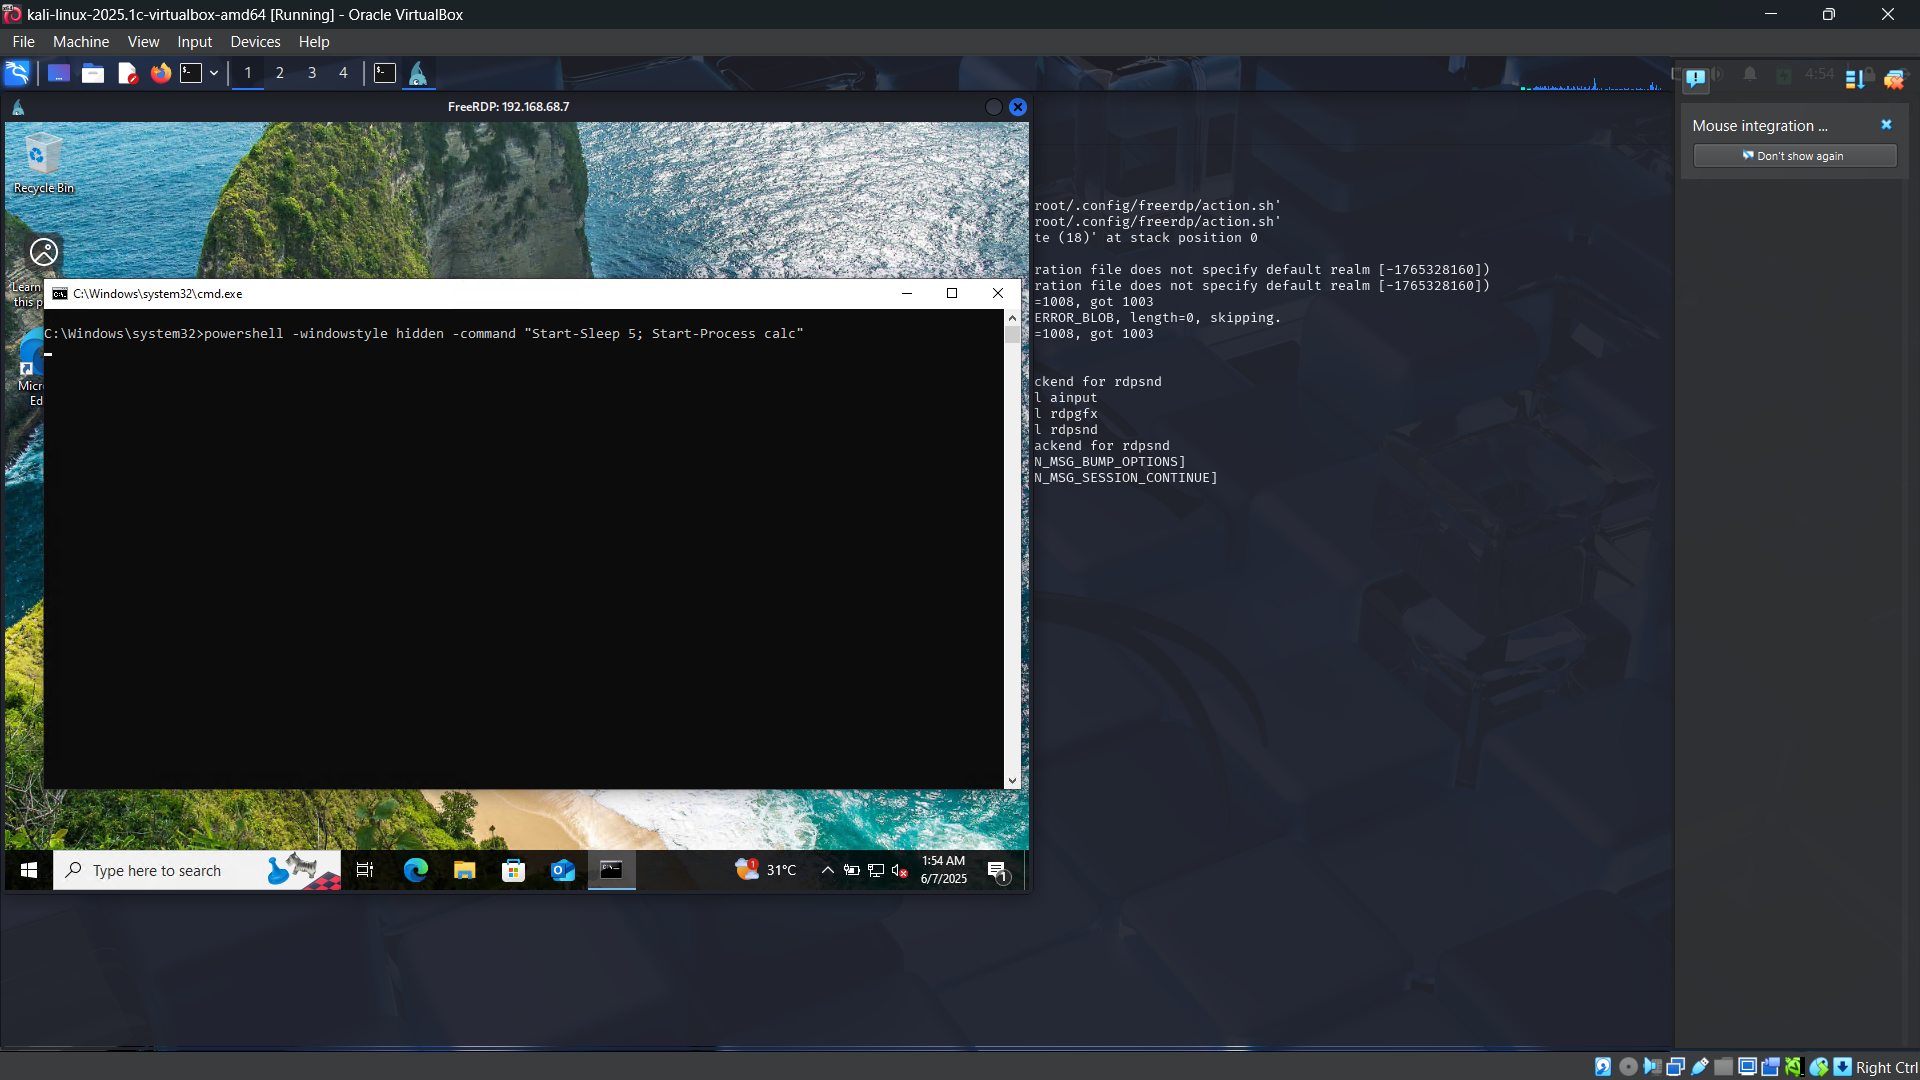 kali-linux-2025.1c-virtualbox-amd64 [Running] - Oracle VirtualBox
File Machine View Input Devices Help
1 2 3 4
4:54
FreeRDP: 192.168.68.7
Mouse integration ...
Don't show again
Recycle Bin
Learn
this p
Micr
Ed
C:\Windows\system32\cmd.exe
C:\Windows\system32>powershell -windowstyle hidden -command "Start-Sleep 5; Start-Process calc"
root/.config/freerdp/action.sh'
root/.config/freerdp/action.sh'
te (18)' at stack position 0
ration file does not specify default realm [-1765328160])
ration file does not specify default realm [-1765328160])
=1008, got 1003
ERROR_BLOB, length=0, skipping.
=1008, got 1003
ckend for rdpsnd
l ainput
l rdpgfx
l rdpsnd
ackend for rdpsnd
N_MSG_BUMP_OPTIONS]
N_MSG_SESSION_CONTINUE]
Type here to search
1
31°C
1:54 AM
6/7/2025
1
Right Ctrl